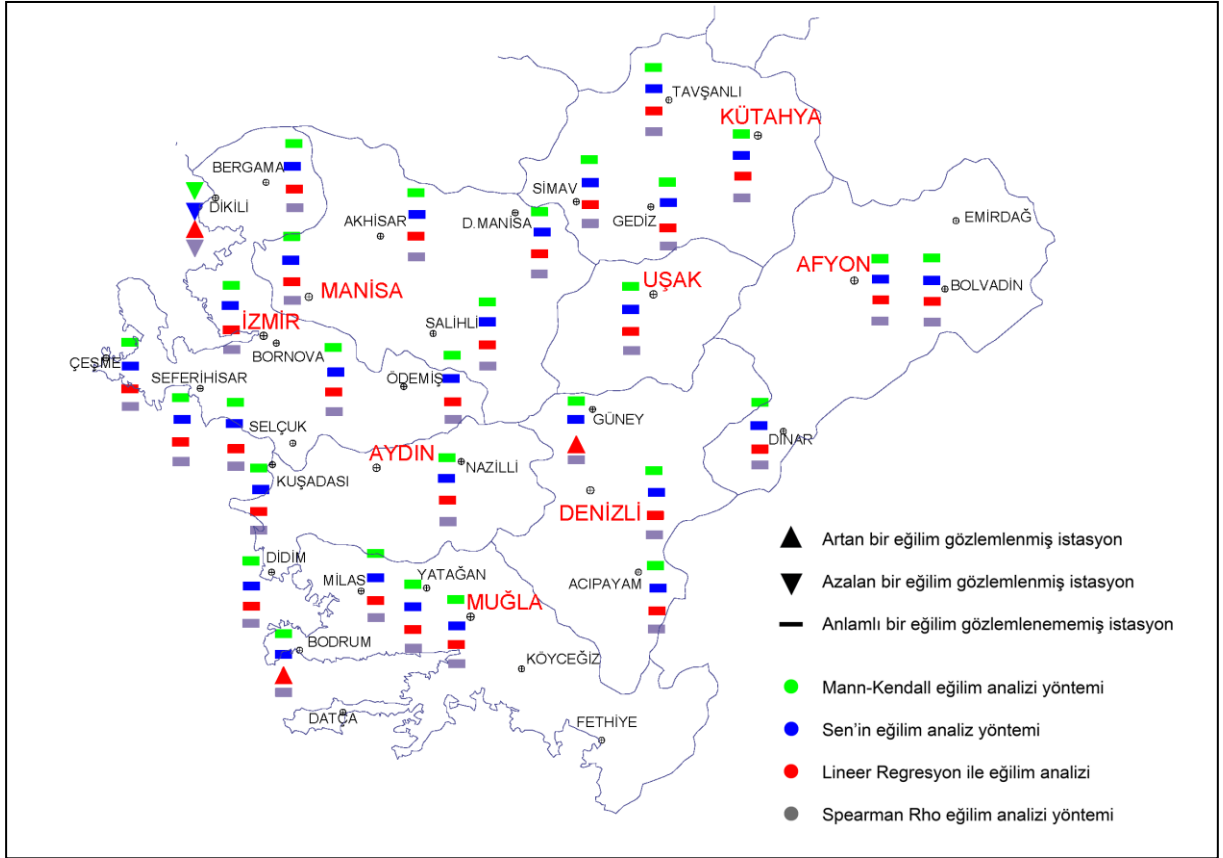 TAVŞANLI
KÜTAHYA
BERGAMA
SİMAV
DİKİLİ
GEDİZ
AKHİSAR
D.MANİSA
EMİRDAĞ
AFYON
UŞAK
MANİSA
BOLVADİN
İZMİR
SALİHLİ
BORNOVA
ÇEŞME
SEFERIHİSAR
ÖDEMİŞ
GÜNEY
DİNAR
SELÇUK
AYDIN
NAZİLLİ
KUŞADASI
DENİZLİ
DİDİM
MİLAS
YATAĞAN
ACIPAYAM
MUĞLA
BODRUM
KÖYCEĞİZ
DATÇA
FETHİYE
Artan bir eğilim gözlemlenmiş istasyon
Azalan bir eğilim gözlemlenmiş istasyon
Anlamlı bir eğilim gözlemlenememiş istasyon
Mann-Kendall eğilim analizi yöntemi
Sen'in eğilim analiz yöntemi
Lineer Regresyon ile eğilim analizi
Spearman Rho eğilim analizi yöntemi